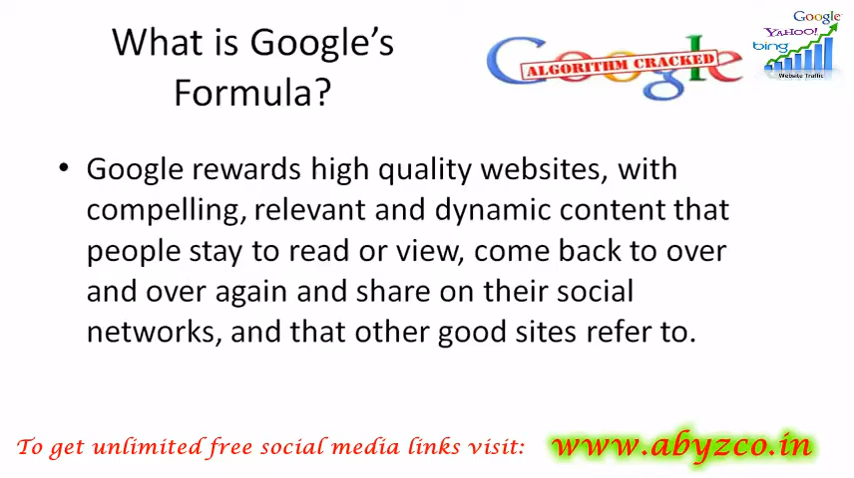 What is Google's
Formula?
Google
ALGORITHM CRACKED
Google
YAHOO!
bing
Website Traffic
• Google rewards high quality websites, with
compelling, relevant and dynamic content that
people stay to read or view, come back to over
and over again and share on their social
networks, and that other good sites refer to.
To get unlimited free social media links visit: www.abyzco.in